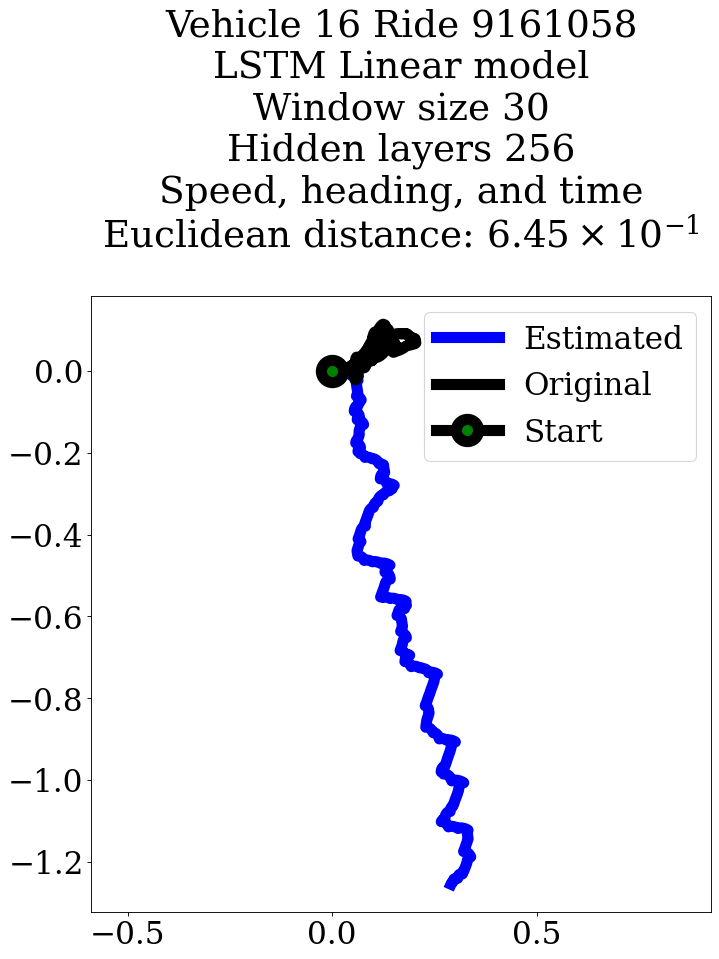 Vehicle 16 Ride 9161058
LSTM Linear model
Window size 30
Hidden layers 256
Speed, heading, and time
Euclidean distance: 6.45 × 10⁻¹
Estimated
Original
Start
0.0
−0.2
−0.4
−0.6
−0.8
−1.0
−1.2
−0.5
0.0
0.5